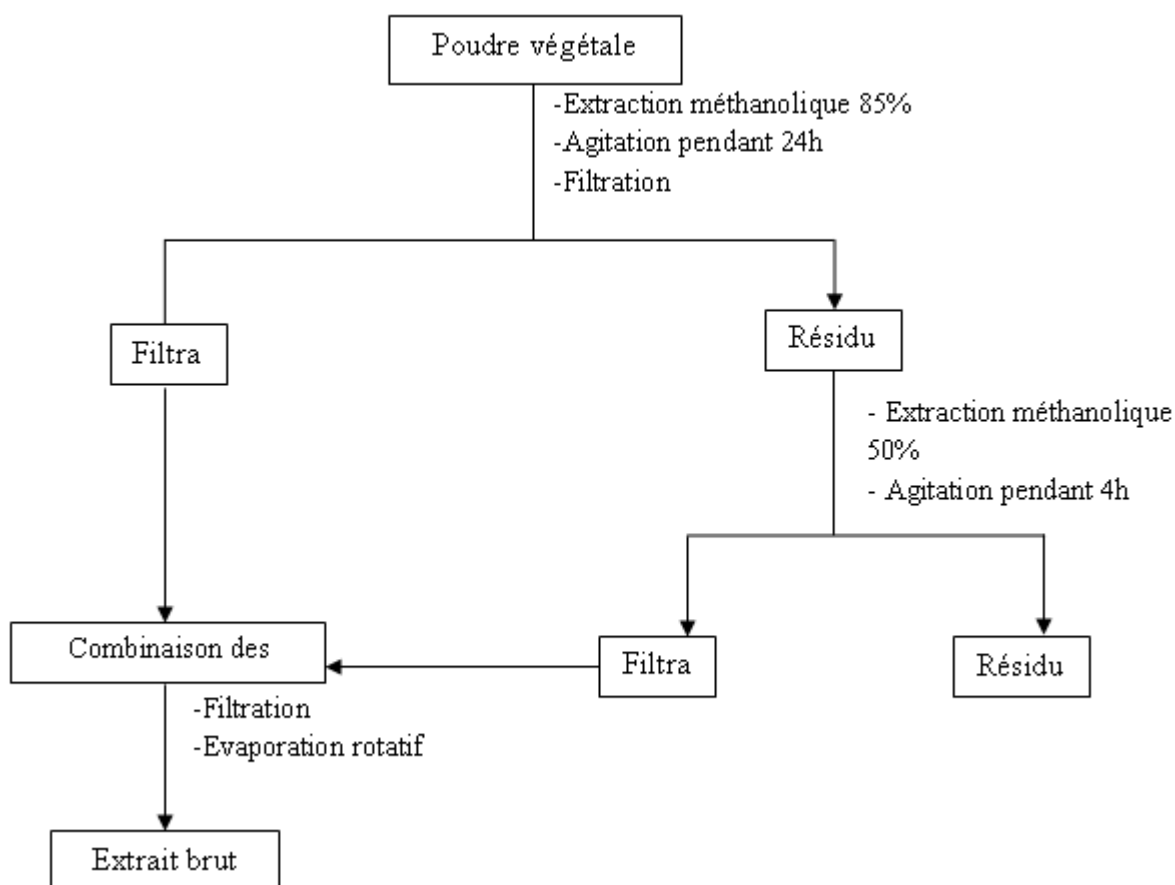 Poudre végétale
-Extraction méthanolique 85%
-Agitation pendant 24h
-Filtration
Filtra
Résidu
- Extraction méthanolique
50%
- Agitation pendant 4h
Combinaison des
Filtra
Résidu
-Filtration
-Evaporation rotatif
Extrait brut